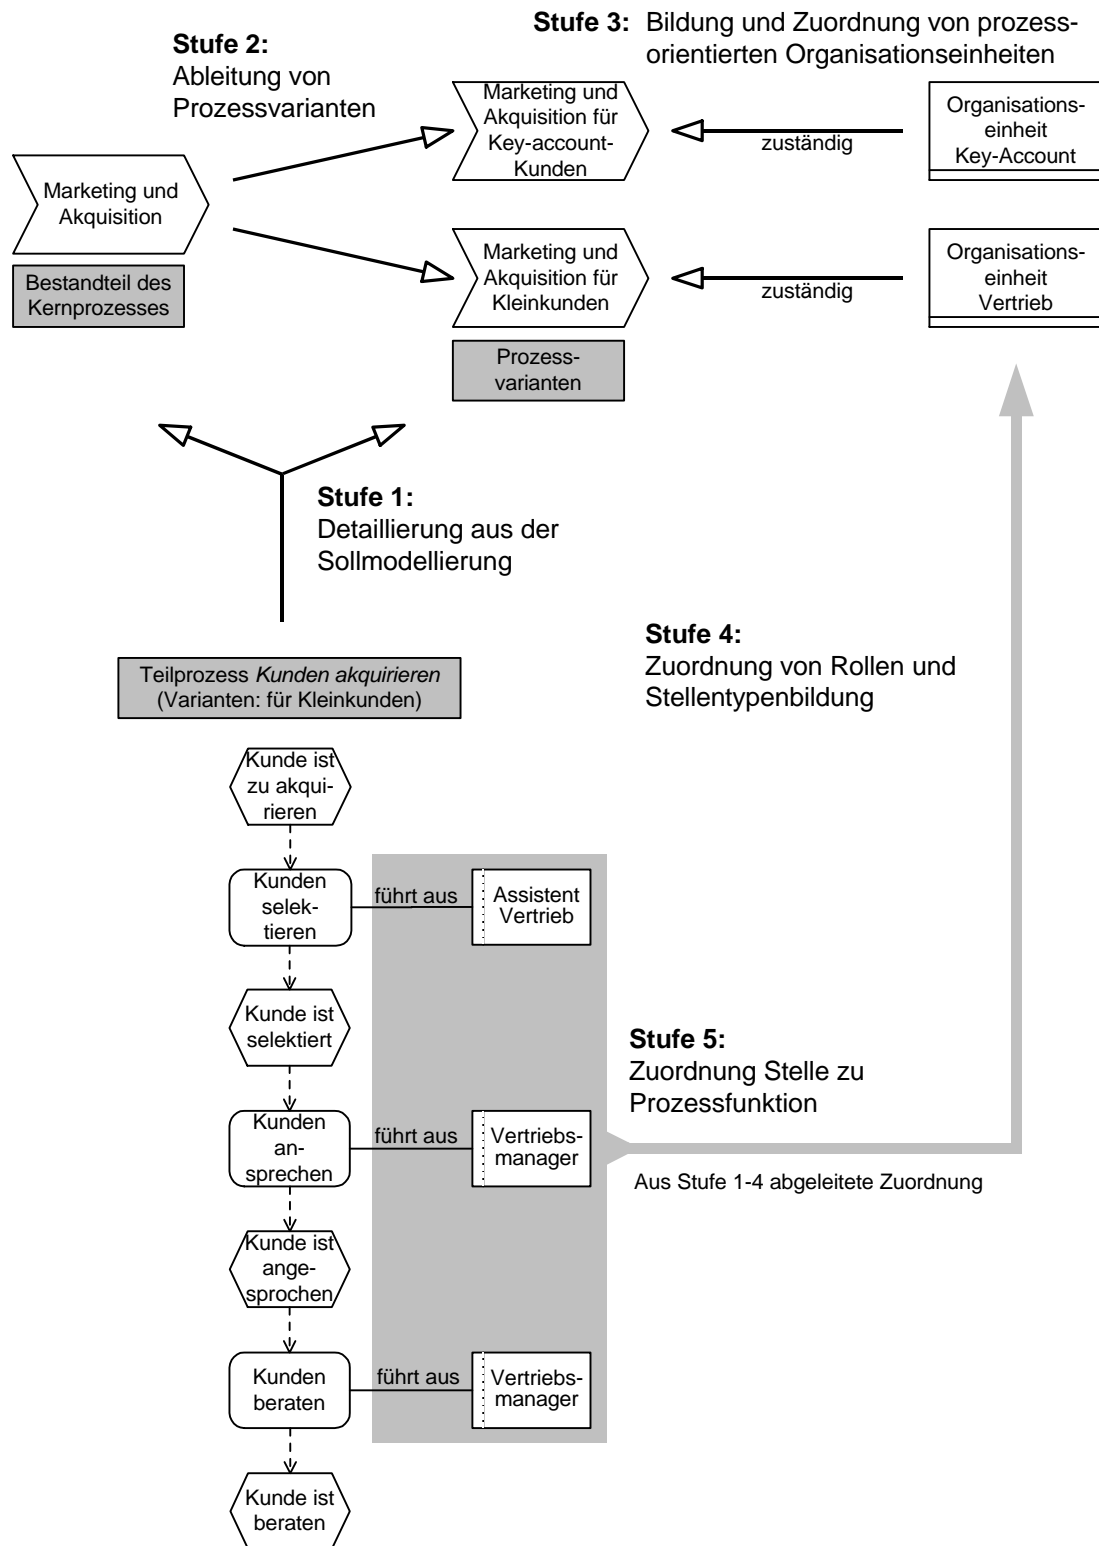 Stufe 3: Bildung und Zuordnung von prozess-
orientierten Organisationseinheiten
Stufe 2:
Ableitung von
Prozessvarianten
Marketing und
Akquisition für
Key-account-
Kunden
zuständig
Organisations-
einheit
Key-Account
Marketing und
Akquisition
Bestandteil des
Kernprozesses
Marketing und
Akquisition für
Kleinkunden
zuständig
Organisations-
einheit
Vertrieb
Prozess-
varianten
Stufe 1:
Detaillierung aus der
Sollmodellierung
Stufe 4:
Zuordnung von Rollen und
Stellentypenbildung
Teilprozess Kunden akquirieren
(Varianten: für Kleinkunden)
Kunde ist
zu akqui-
rieren
Kunden
selek-
tieren
führt aus
Assistent
Vertrieb
Kunde ist
selektiert
Stufe 5:
Zuordnung Stelle zu
Prozessfunktion
Kunden
an-
sprechen
führt aus
Vertriebs-
manager
Aus Stufe 1-4 abgeleitete Zuordnung
Kunde ist
ange-
sprochen
Kunden
beraten
führt aus
Vertriebs-
manager
Kunde ist
beraten